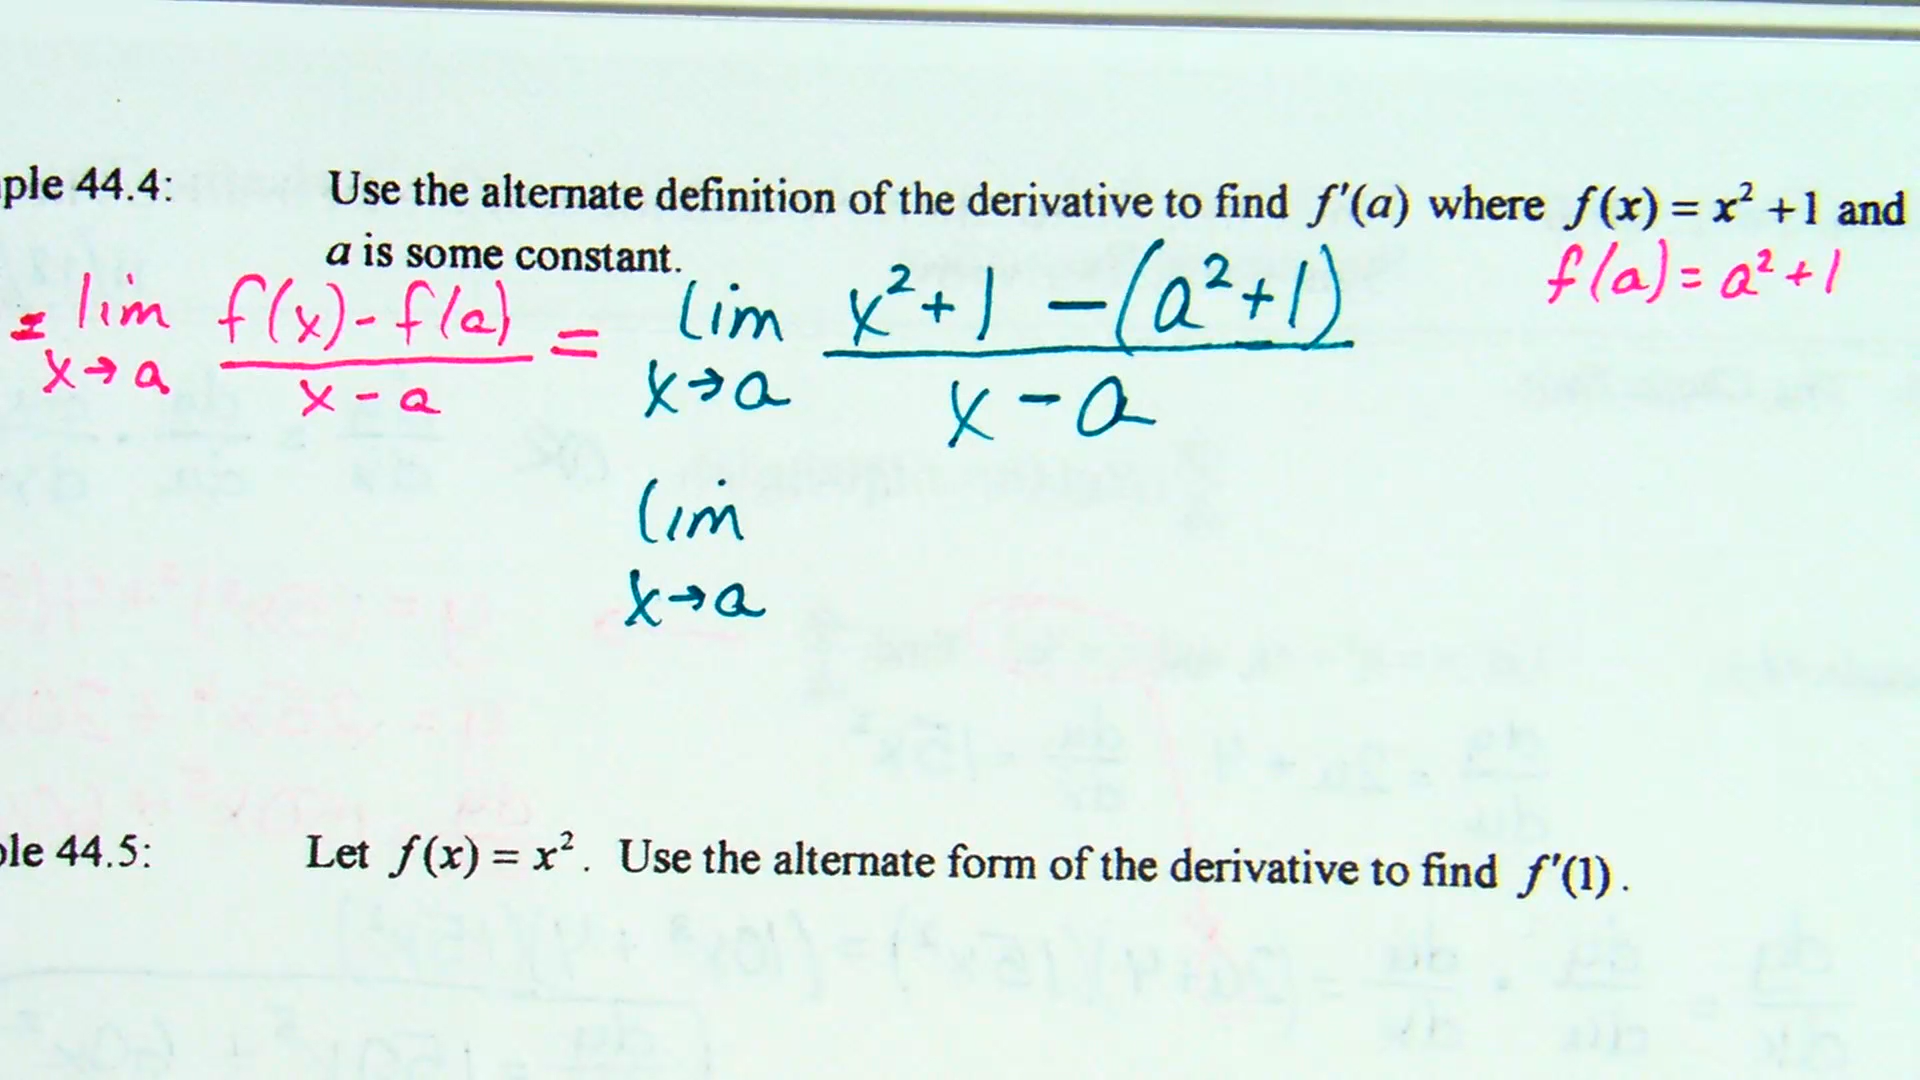 ple 44.4: Use the alternate definition of the derivative to find f′(a) where f(x) = x² + 1 and
a is some constant.
f(a) = a² + 1
= lim x→a (f(x) - f(a))/(x - a) = lim x→a (x² + 1 - (a² + 1))/(x - a)
lim
x→a
ole 44.5: Let f(x) = x². Use the alternate form of the derivative to find f′(1).